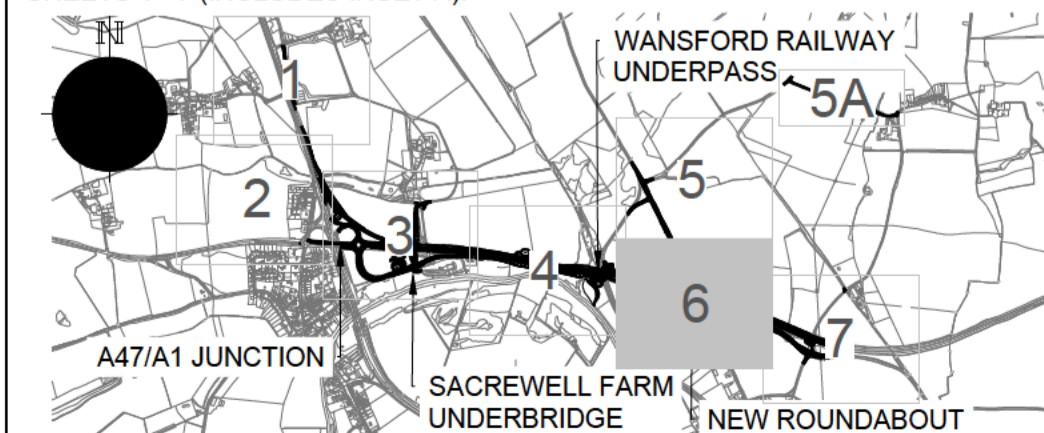 N
1
WANSFORD RAILWAY
UNDERPASS
5A
2
5
3
4
6
7
A47/A1 JUNCTION
SACREWELL FARM
UNDERBRIDGE
NEW ROUNDABOUT